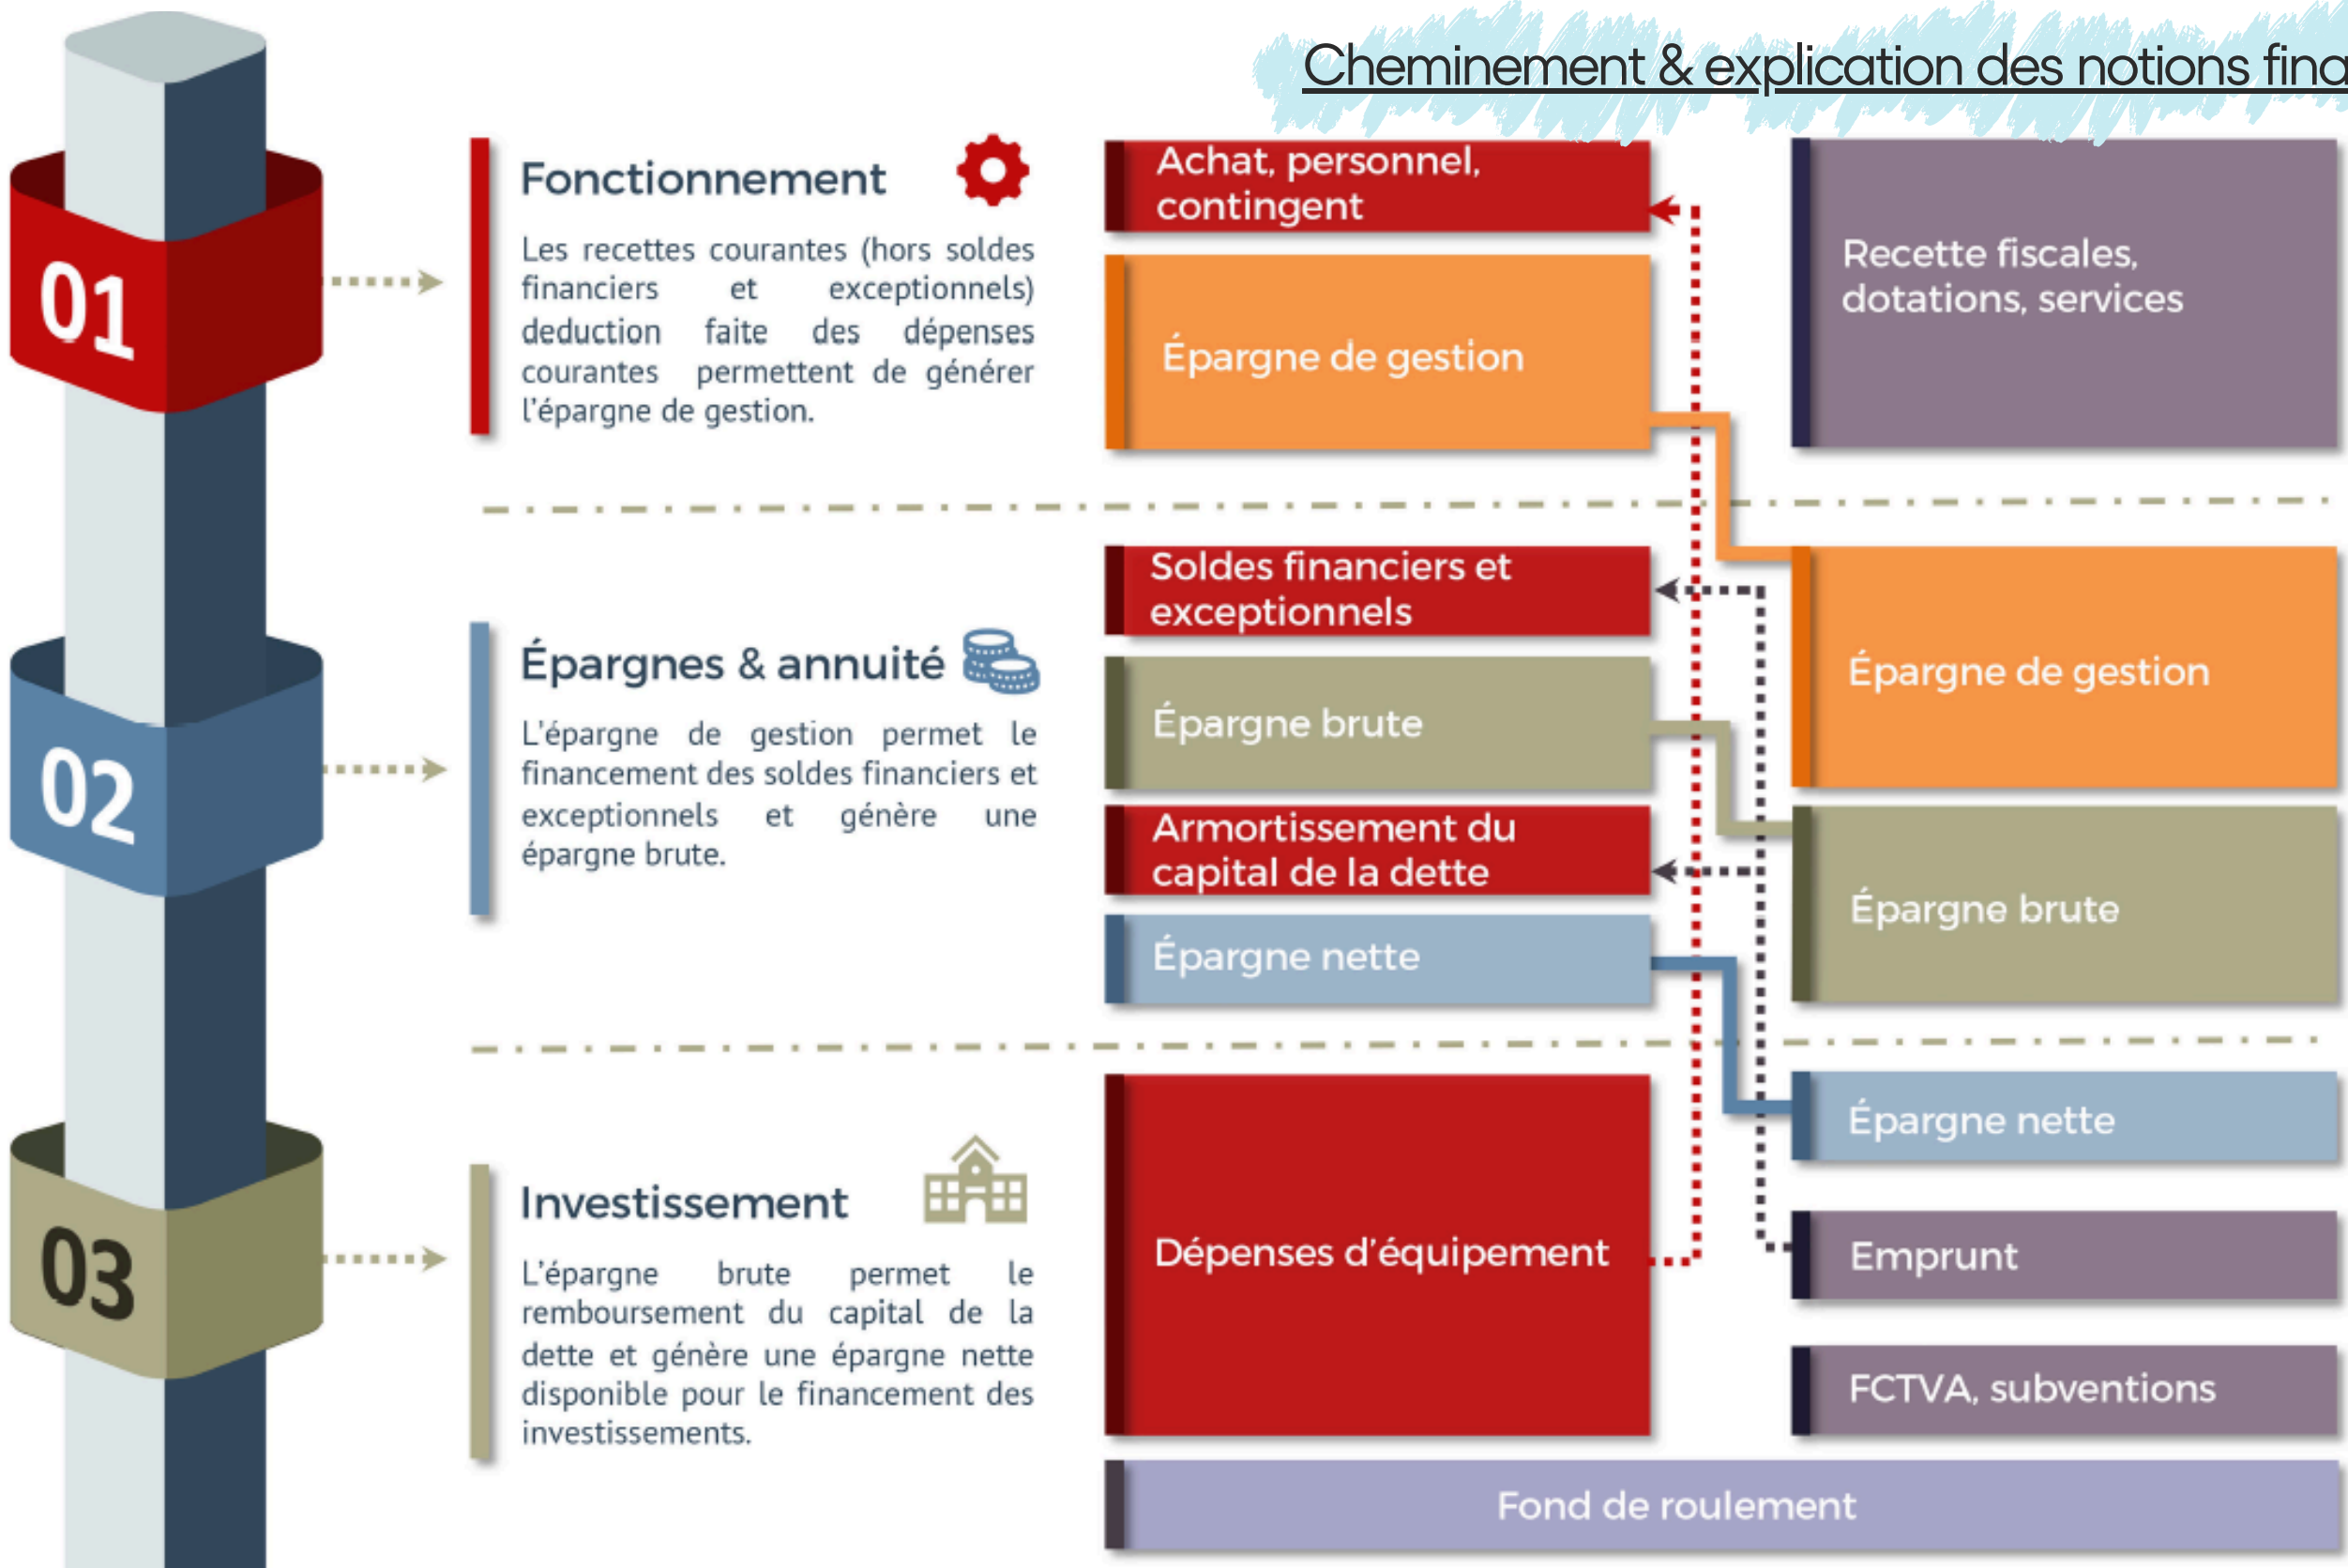 Cheminement & explication des notions fina
01
Fonctionnement
Les recettes courantes (hors soldes
financiers et exceptionnels)
deduction faite des dépenses
courantes permettent de générer
l'épargne de gestion.
Achat, personnel,
contingent
Épargne de gestion
Recette fiscales,
dotations, services
02
Épargnes & annuité
L'épargne de gestion permet le
financement des soldes financiers et
exceptionnels et génère une
épargne brute.
Soldes financiers et
exceptionnels
Épargne brute
Armortissement du
capital de la dette
Épargne nette
Épargne de gestion
Épargne brute
03
Investissement
L'épargne brute permet le
remboursement du capital de la
dette et génère une épargne nette
disponible pour le financement des
investissements.
Dépenses d'équipement
Épargne nette
Emprunt
FCTVA, subventions
Fond de roulement